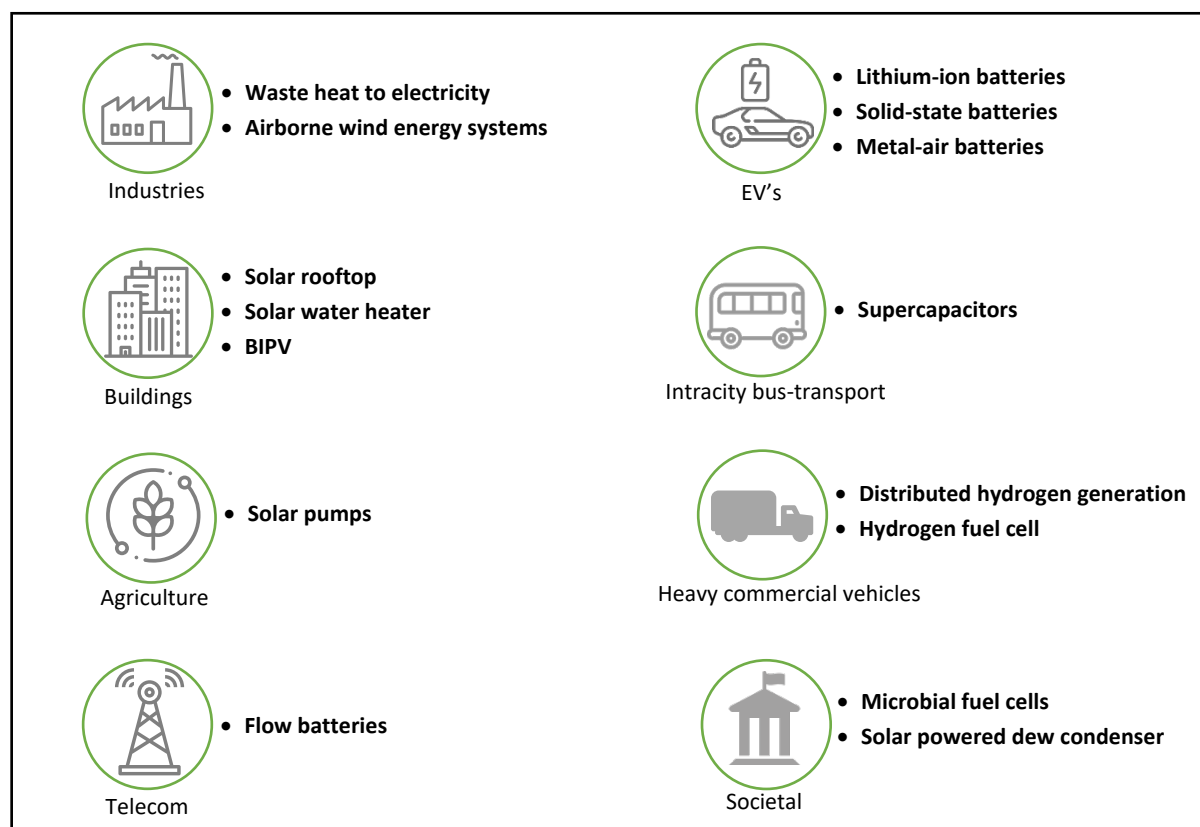 • Waste heat to electricity
• Airborne wind energy systems
Industries
• Lithium-ion batteries
• Solid-state batteries
• Metal-air batteries
EV’s
• Solar rooftop
• Solar water heater
• BIPV
Buildings
• Supercapacitors
Intracity bus-transport
• Solar pumps
Agriculture
• Distributed hydrogen generation
• Hydrogen fuel cell
Heavy commercial vehicles
• Flow batteries
Telecom
• Microbial fuel cells
• Solar powered dew condenser
Societal